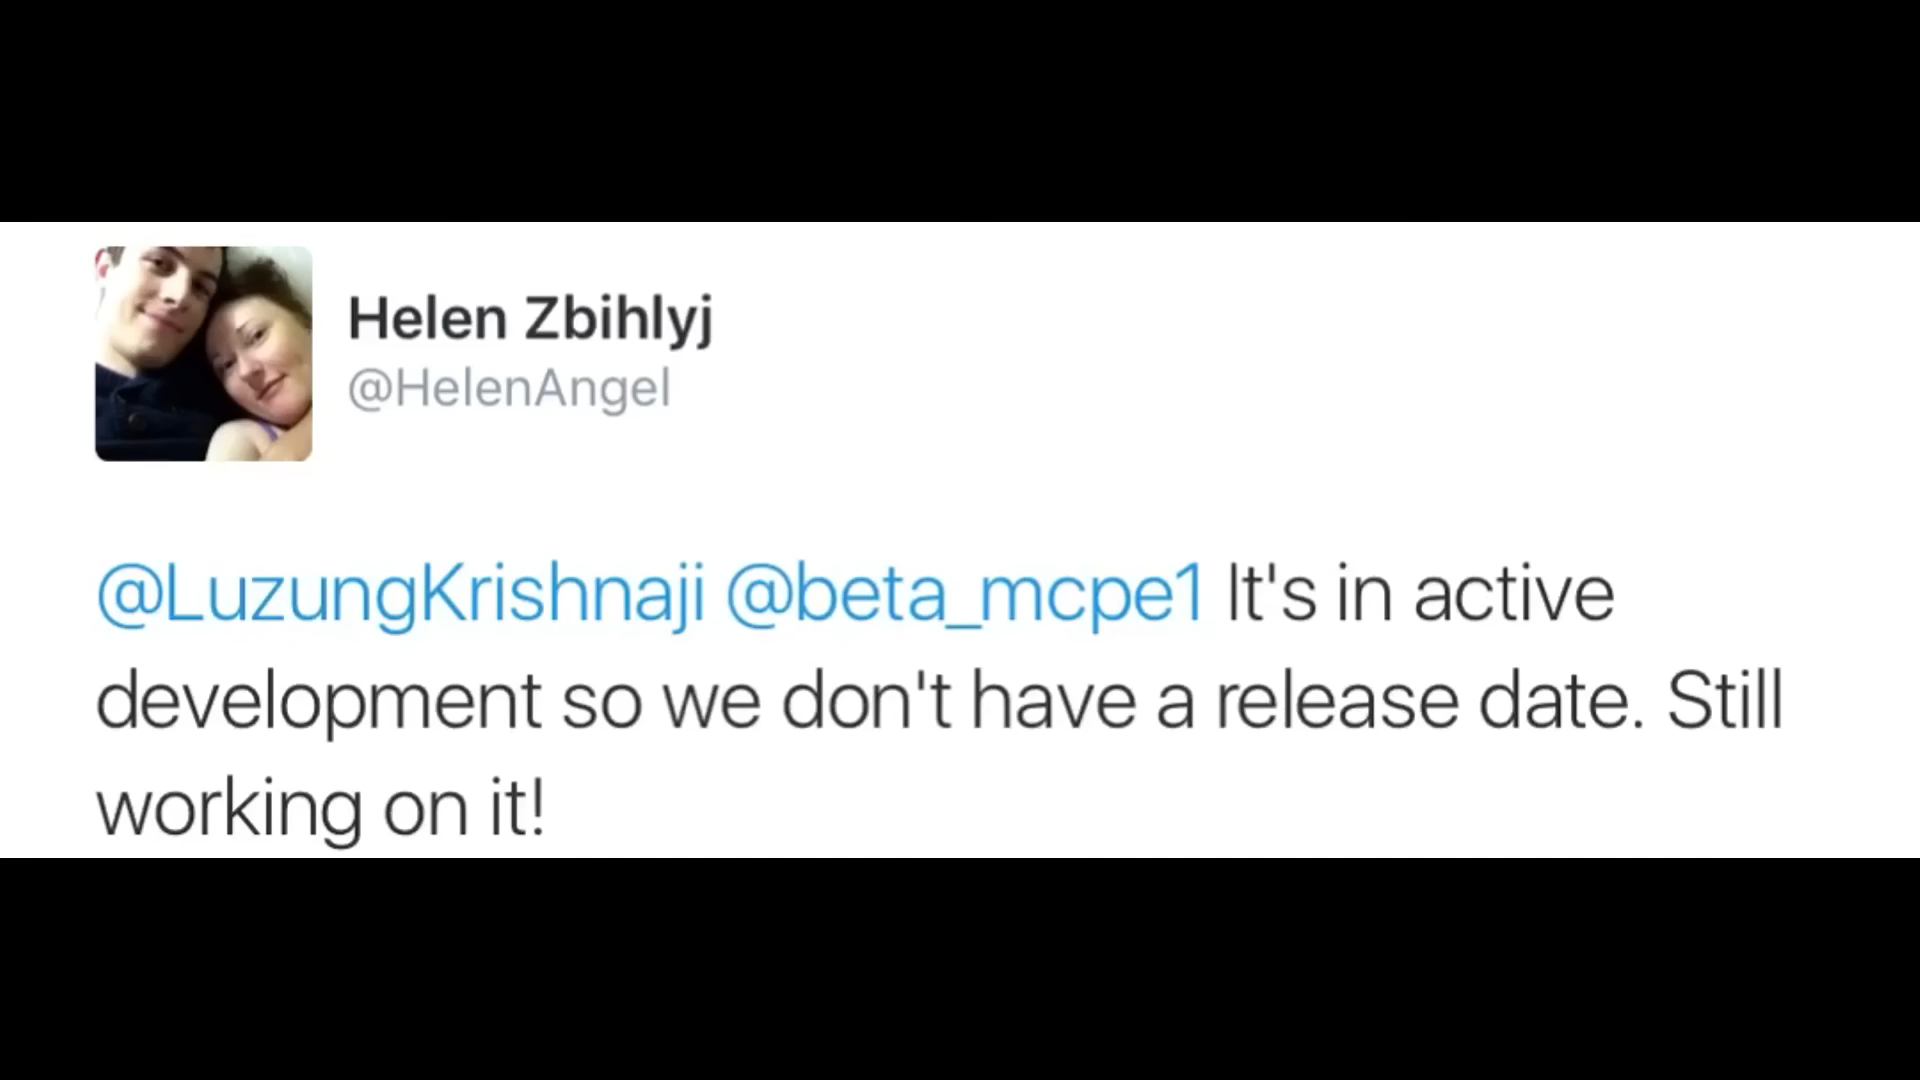 Helen Zbihlyj
@HelenAngel
@LuzungKrishnaji @beta_mcpe1 It's in active
development so we don't have a release date. Still
working on it!